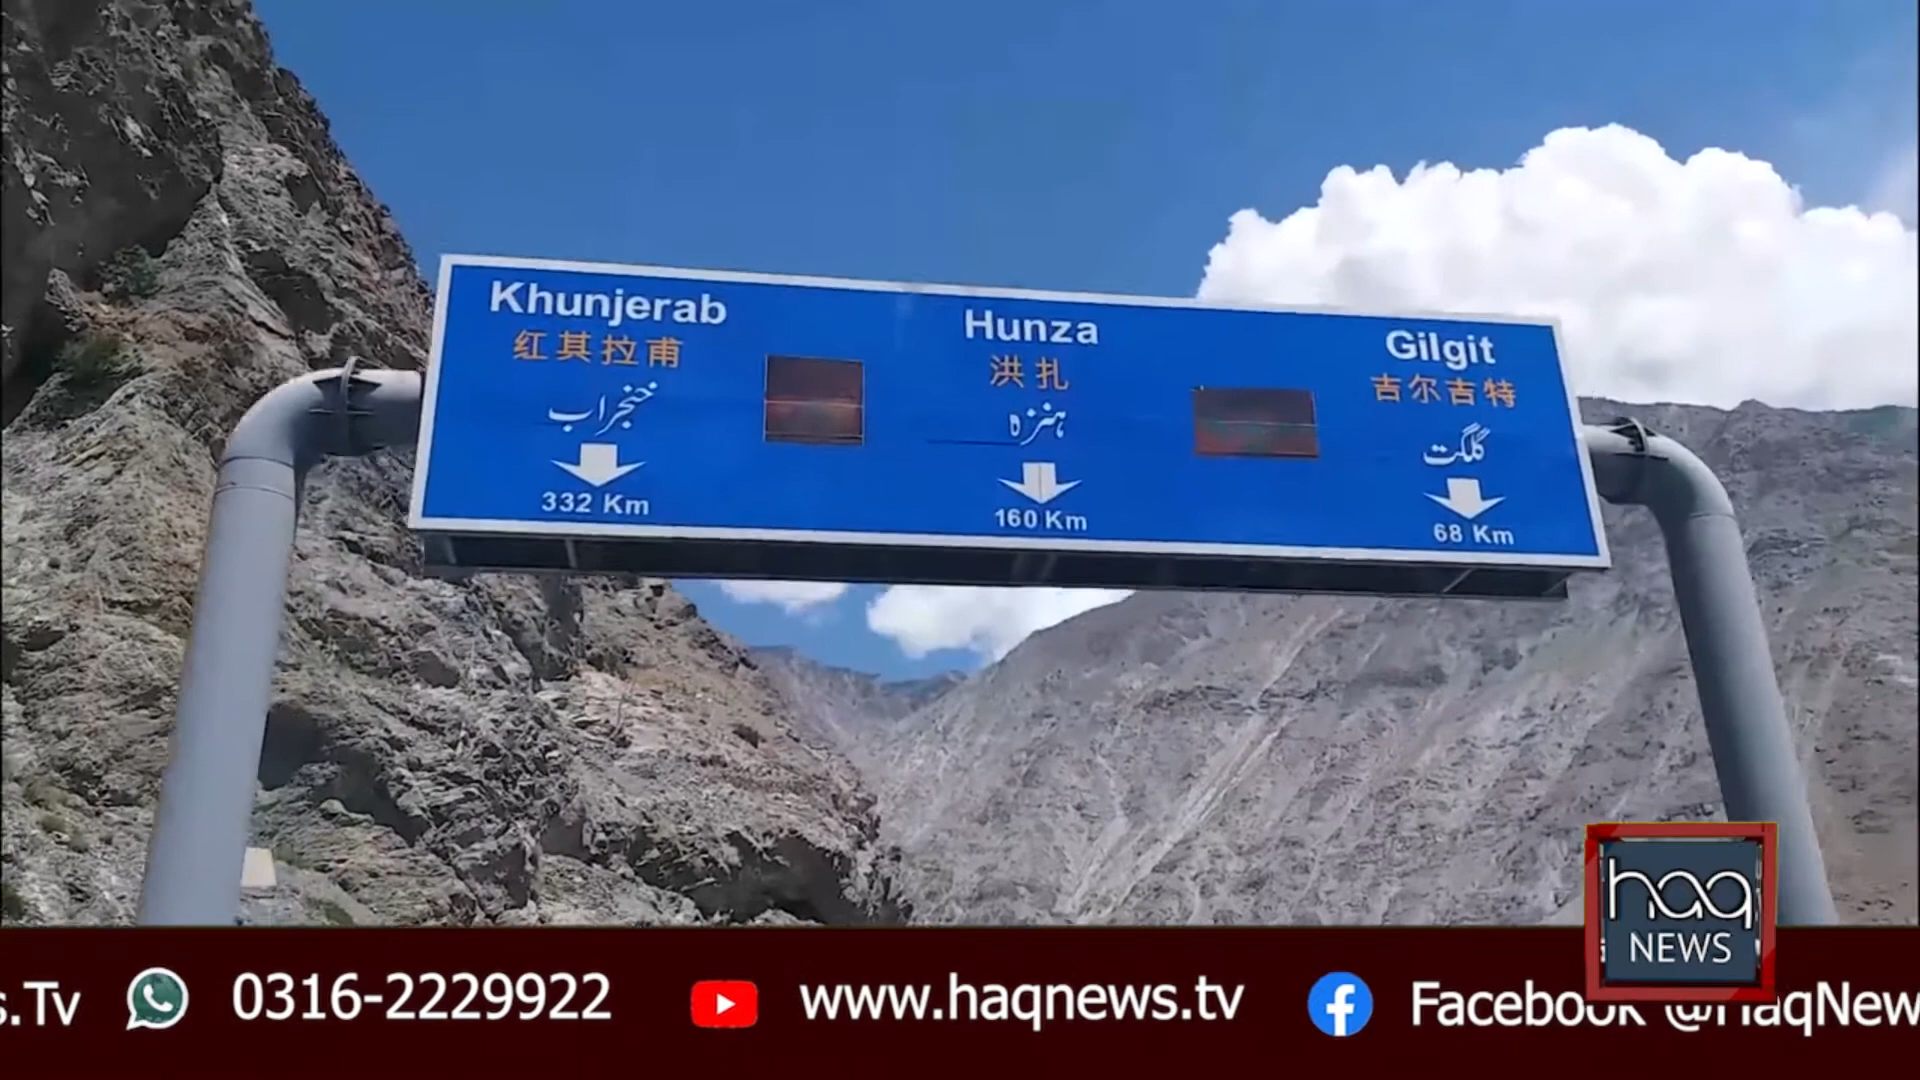 Khunjerab
红其拉甫
خنجراب
332 Km
Hunza
洪扎
ہنزہ
160 Km
Gilgit
吉尔吉特
گلگت
68 Km
haq
NEWS
s.Tv 0316-2229922 www.haqnews.tv Facebook @HaqNew